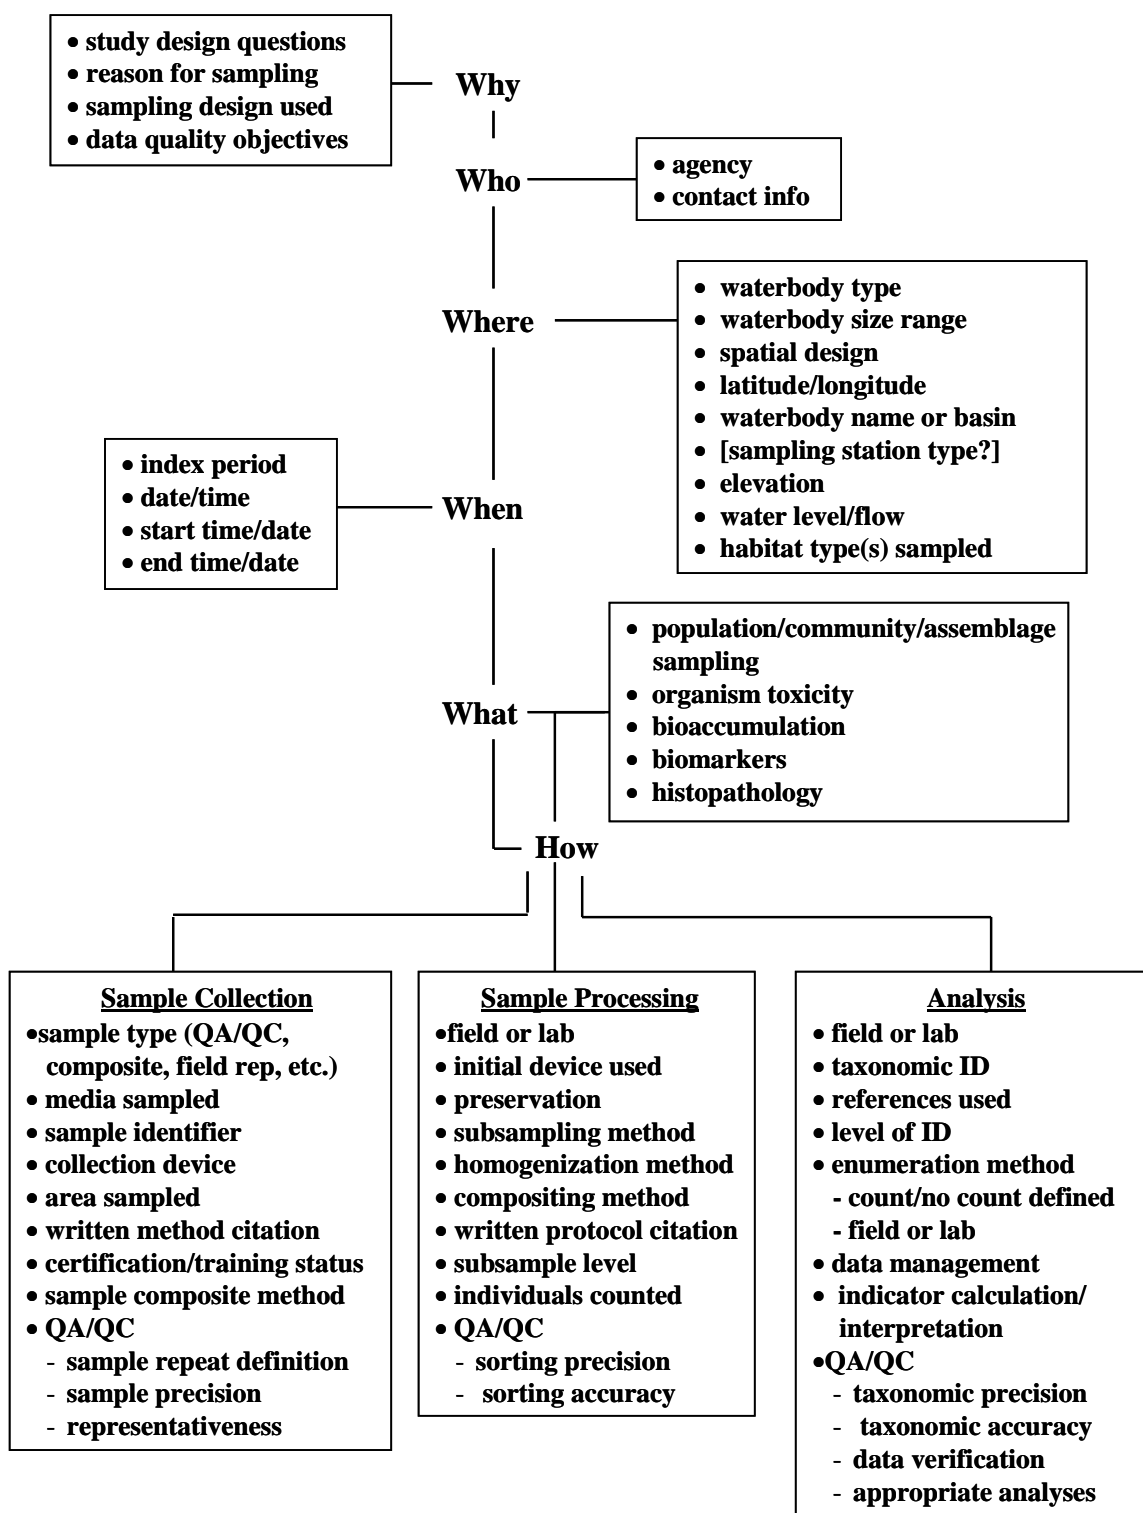 • study design questions
• reason for sampling
• sampling design used
• data quality objectives
Why
Who
• agency
• contact info
Where
• waterbody type
• waterbody size range
• spatial design
• latitude/longitude
• waterbody name or basin
• [sampling station type?]
• elevation
• water level/flow
• habitat type(s) sampled
• index period
• date/time
• start time/date
• end time/date
When
• population/community/assemblage
sampling
• organism toxicity
• bioaccumulation
• biomarkers
• histopathology
What
How
Sample Collection
•sample type (QA/QC,
composite, field rep, etc.)
• media sampled
• sample identifier
• collection device
• area sampled
• written method citation
• certification/training status
• sample composite method
• QA/QC
- sample repeat definition
- sample precision
- representativeness
Sample Processing
•field or lab
• initial device used
• preservation
• subsampling method
• homogenization method
• compositing method
• written protocol citation
• subsample level
• individuals counted
• QA/QC
- sorting precision
- sorting accuracy
Analysis
• field or lab
• taxonomic ID
• references used
• level of ID
• enumeration method
- count/no count defined
- field or lab
• data management
• indicator calculation/
interpretation
•QA/QC
- taxonomic precision
- taxonomic accuracy
- data verification
- appropriate analyses